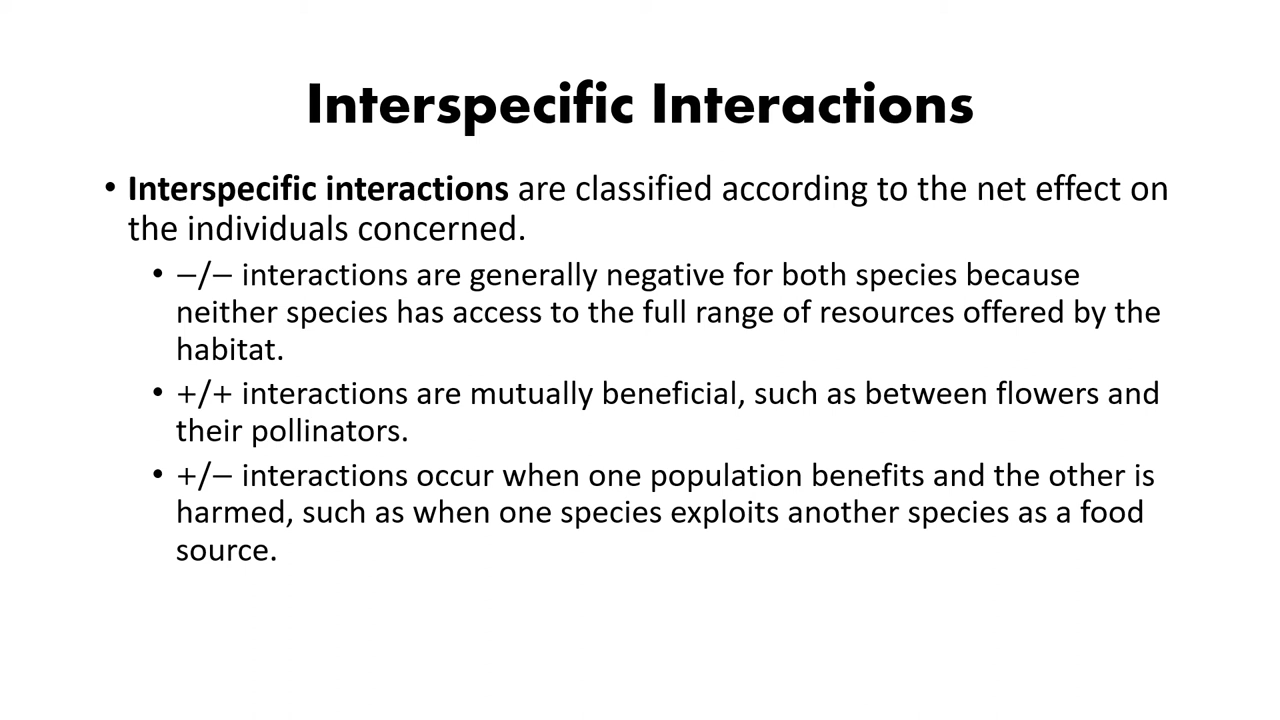 Interspecific Interactions
• Interspecific interactions are classified according to the net effect on
the individuals concerned.
• −/− interactions are generally negative for both species because
neither species has access to the full range of resources offered by the
habitat.
• +/+ interactions are mutually beneficial, such as between flowers and
their pollinators.
• +/− interactions occur when one population benefits and the other is
harmed, such as when one species exploits another species as a food
source.